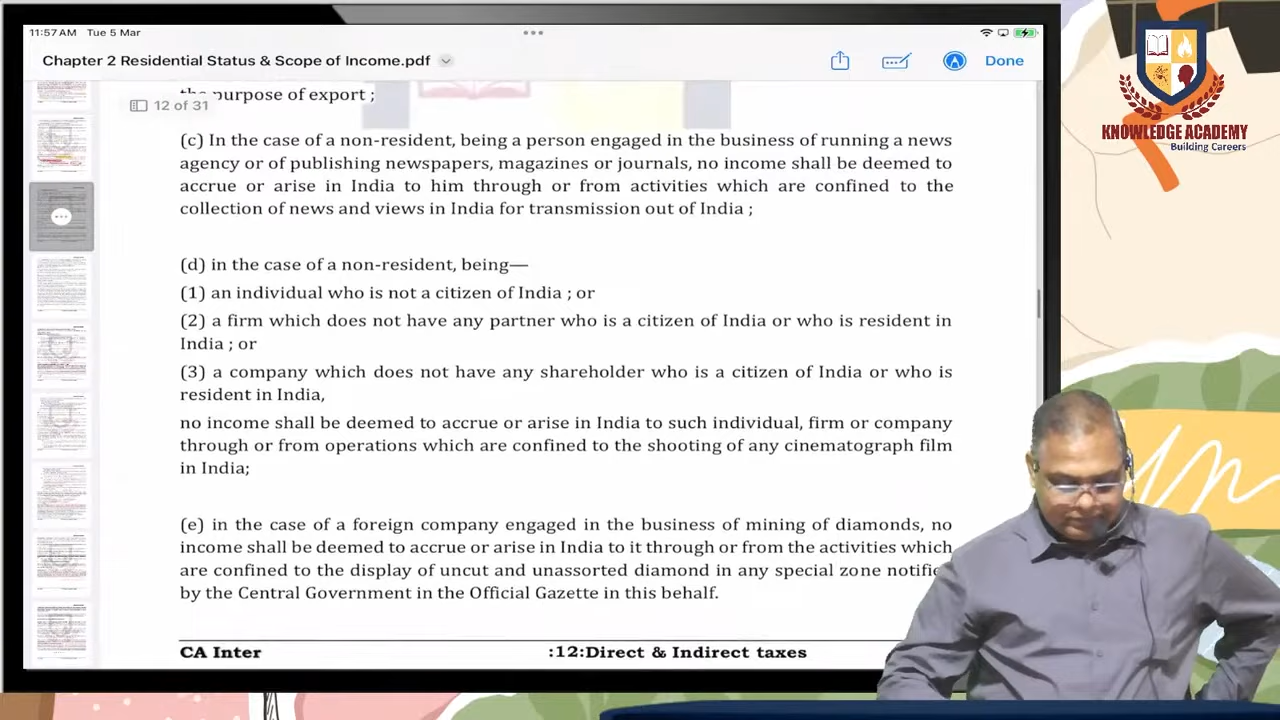 11:57 AM Tue 5 Mar
Chapter 2 Residential Status & Scope of Income.pdf
Done
KNOWLEDGE ACADEMY
Building Careers
the purpose of export ;
12 of 31
(c) in the case of a non-resident, being a person engaged in the business of running a news
agency or of publishing newspapers, magazines or journals, no income shall be deemed to
accrue or arise in India to him through or from activities which are confined to the
collection of news and views in India for transmission out of India ;
(d) in the case of a non-resident, being
(1) an individual who is not a citizen of India ; or
(2) a firm which does not have any partner who is a citizen of India or who is resident in
India ; or
(3) a company which does not have any shareholder who is a citizen of India or who is
resident in India,
no income shall be deemed to accrue or arise in India to such individual, firm or company
through or from operations which are confined to the shooting of any cinematograph film
in India;
(e) in the case of a foreign company engaged in the business of mining of diamonds, no
income shall be deemed to accrue or arise in India to it through or from the activities which
are confined to the display of uncut and unassorted diamond in any special zone notified
by the Central Government in the Official Gazette in this behalf.
CA
:12:Direct & Indirect taxes